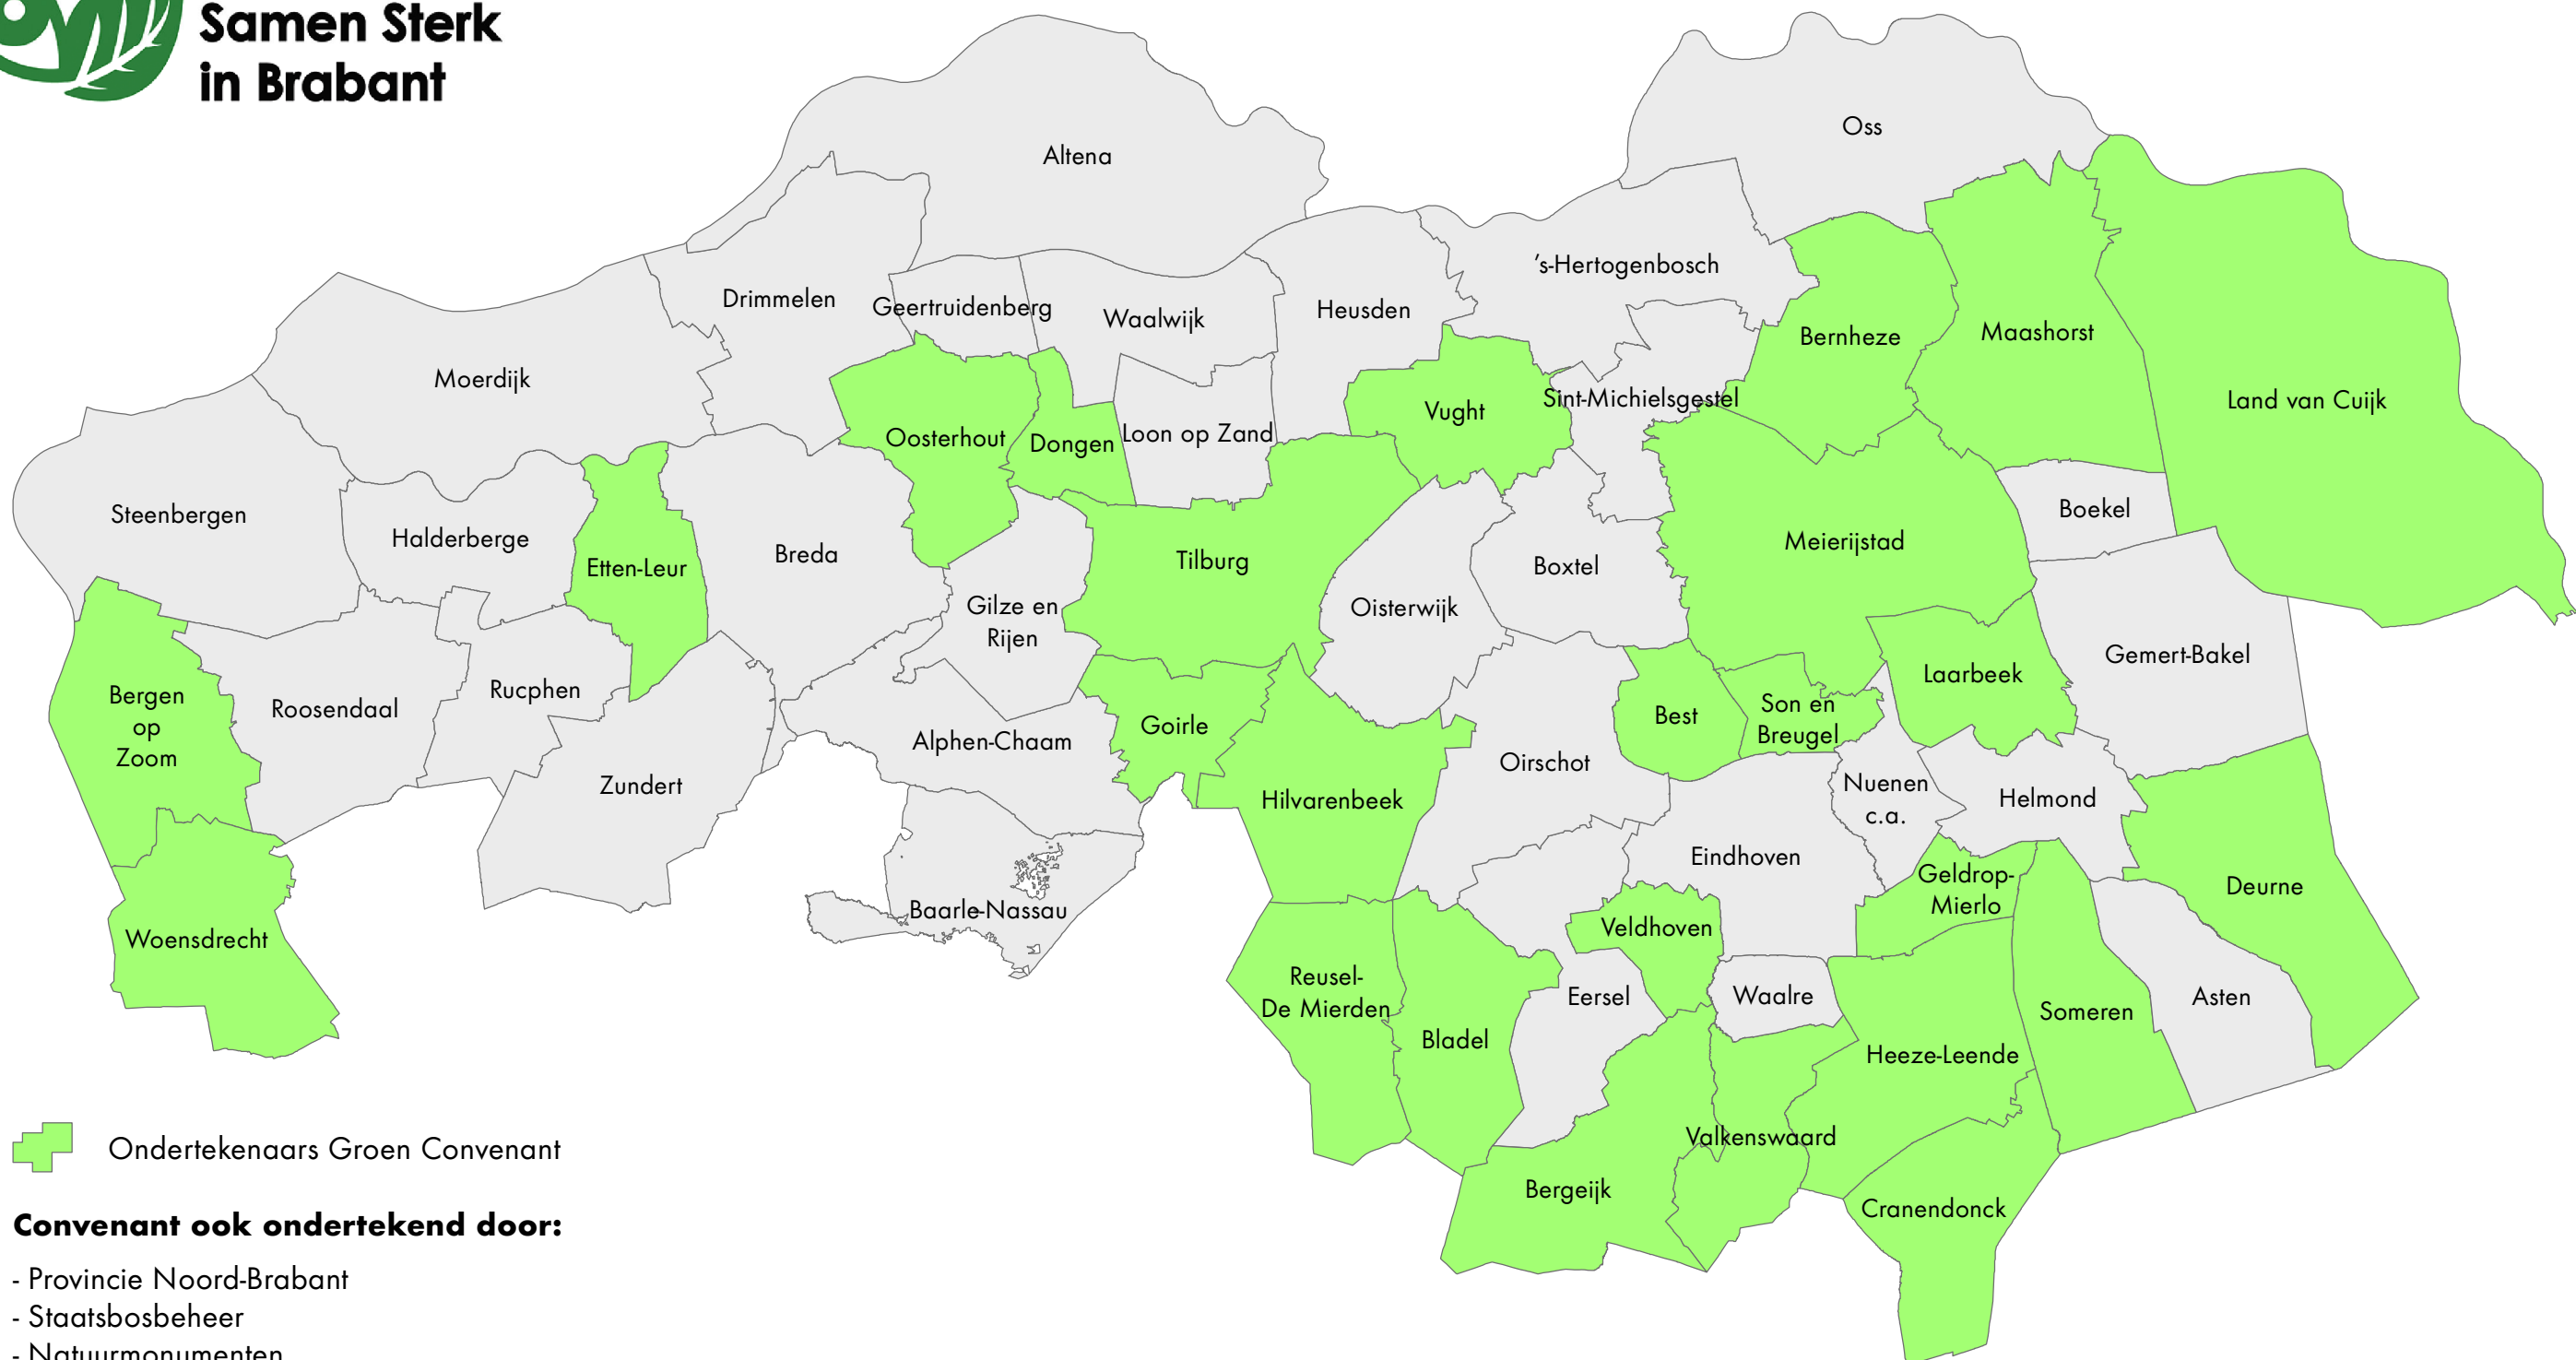 Samen Sterk
in Brabant
Altena
Oss
's-Hertogenbosch
Drimmelen
Geertruidenberg
Waalwijk
Heusden
Bernheze
Maashorst
Moerdijk
Sint-Michielsgestel
Land van Cuijk
Vught
Oosterhout
Dongen
Loon op Zand
Steenbergen
Halderberge
Etten-Leur
Breda
Tilburg
Boekel
Meierijstad
Boxtel
Gilze en
Rijen
Oisterwijk
Gemert-Bakel
Laarbeek
Bergen
op
Zoom
Roosendaal
Rucphen
Goirle
Best
Son en
Breugel
Alphen-Chaam
Oirschot
Zundert
Hilvarenbeek
Nuenen
c.a.
Helmond
Eindhoven
Geldrop-
Mierlo
Deurne
Baarle-Nassau
Woensdrecht
Veldhoven
Reusel-
De Mierden
Eersel
Waalre
Someren
Asten
Bladel
Heeze-Leende
Valkenswaard
Bergeijk
Cranendonck
Ondertekenaars Groen Convenant
Convenant ook ondertekend door:
- Provincie Noord-Brabant
- Staatsbosbeheer
- Natuurmonumenten